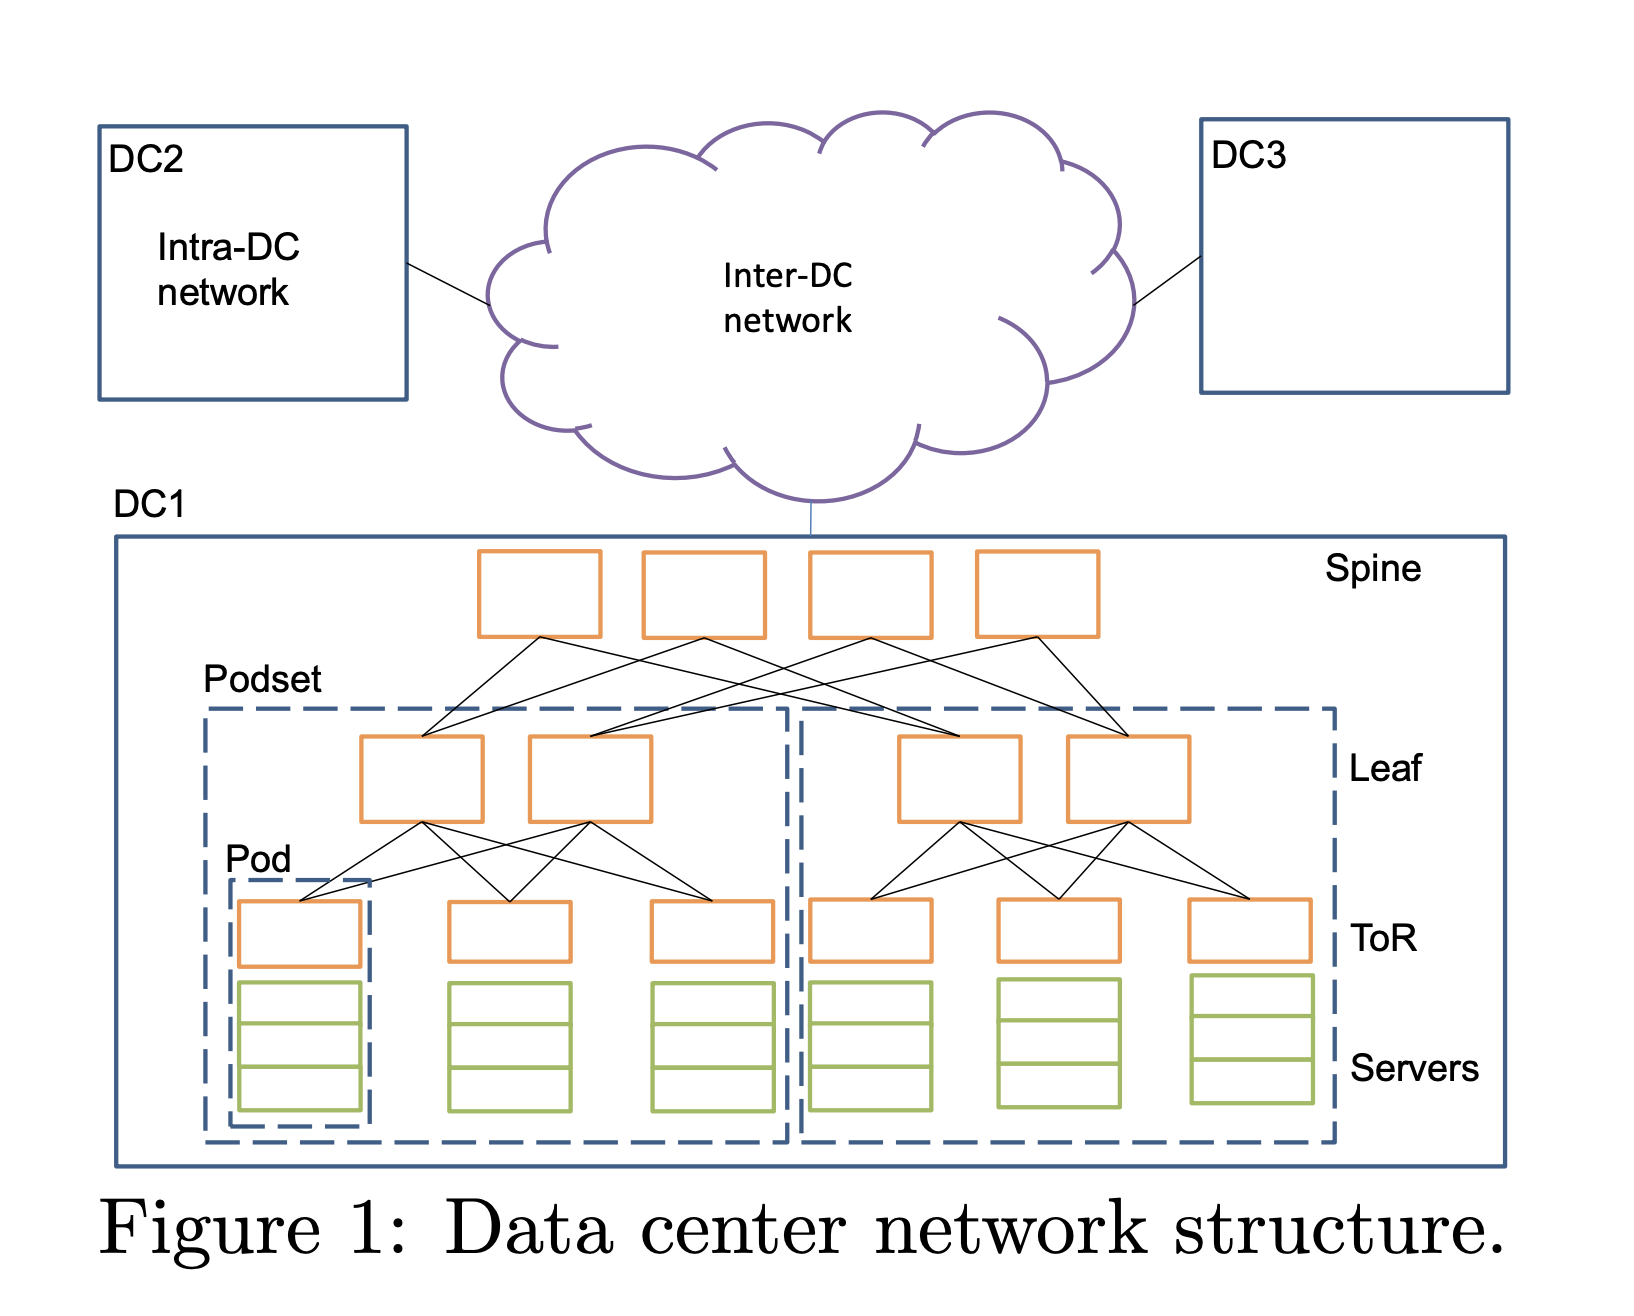 DC2
Intra-DC
network
Inter-DC
network
DC3
DC1
Spine
Podset
Leaf
Pod
ToR
Servers
Figure 1: Data center network structure.